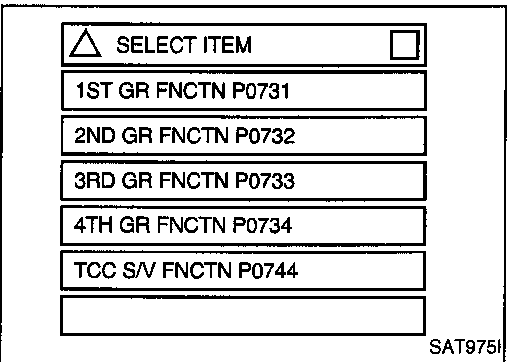 SELECT ITEM
1ST GR FNCTN P0731
2ND GR FNCTN P0732
3RD GR FNCTN P0733
4TH GR FNCTN P0734
TCC S/V FNCTN P0744